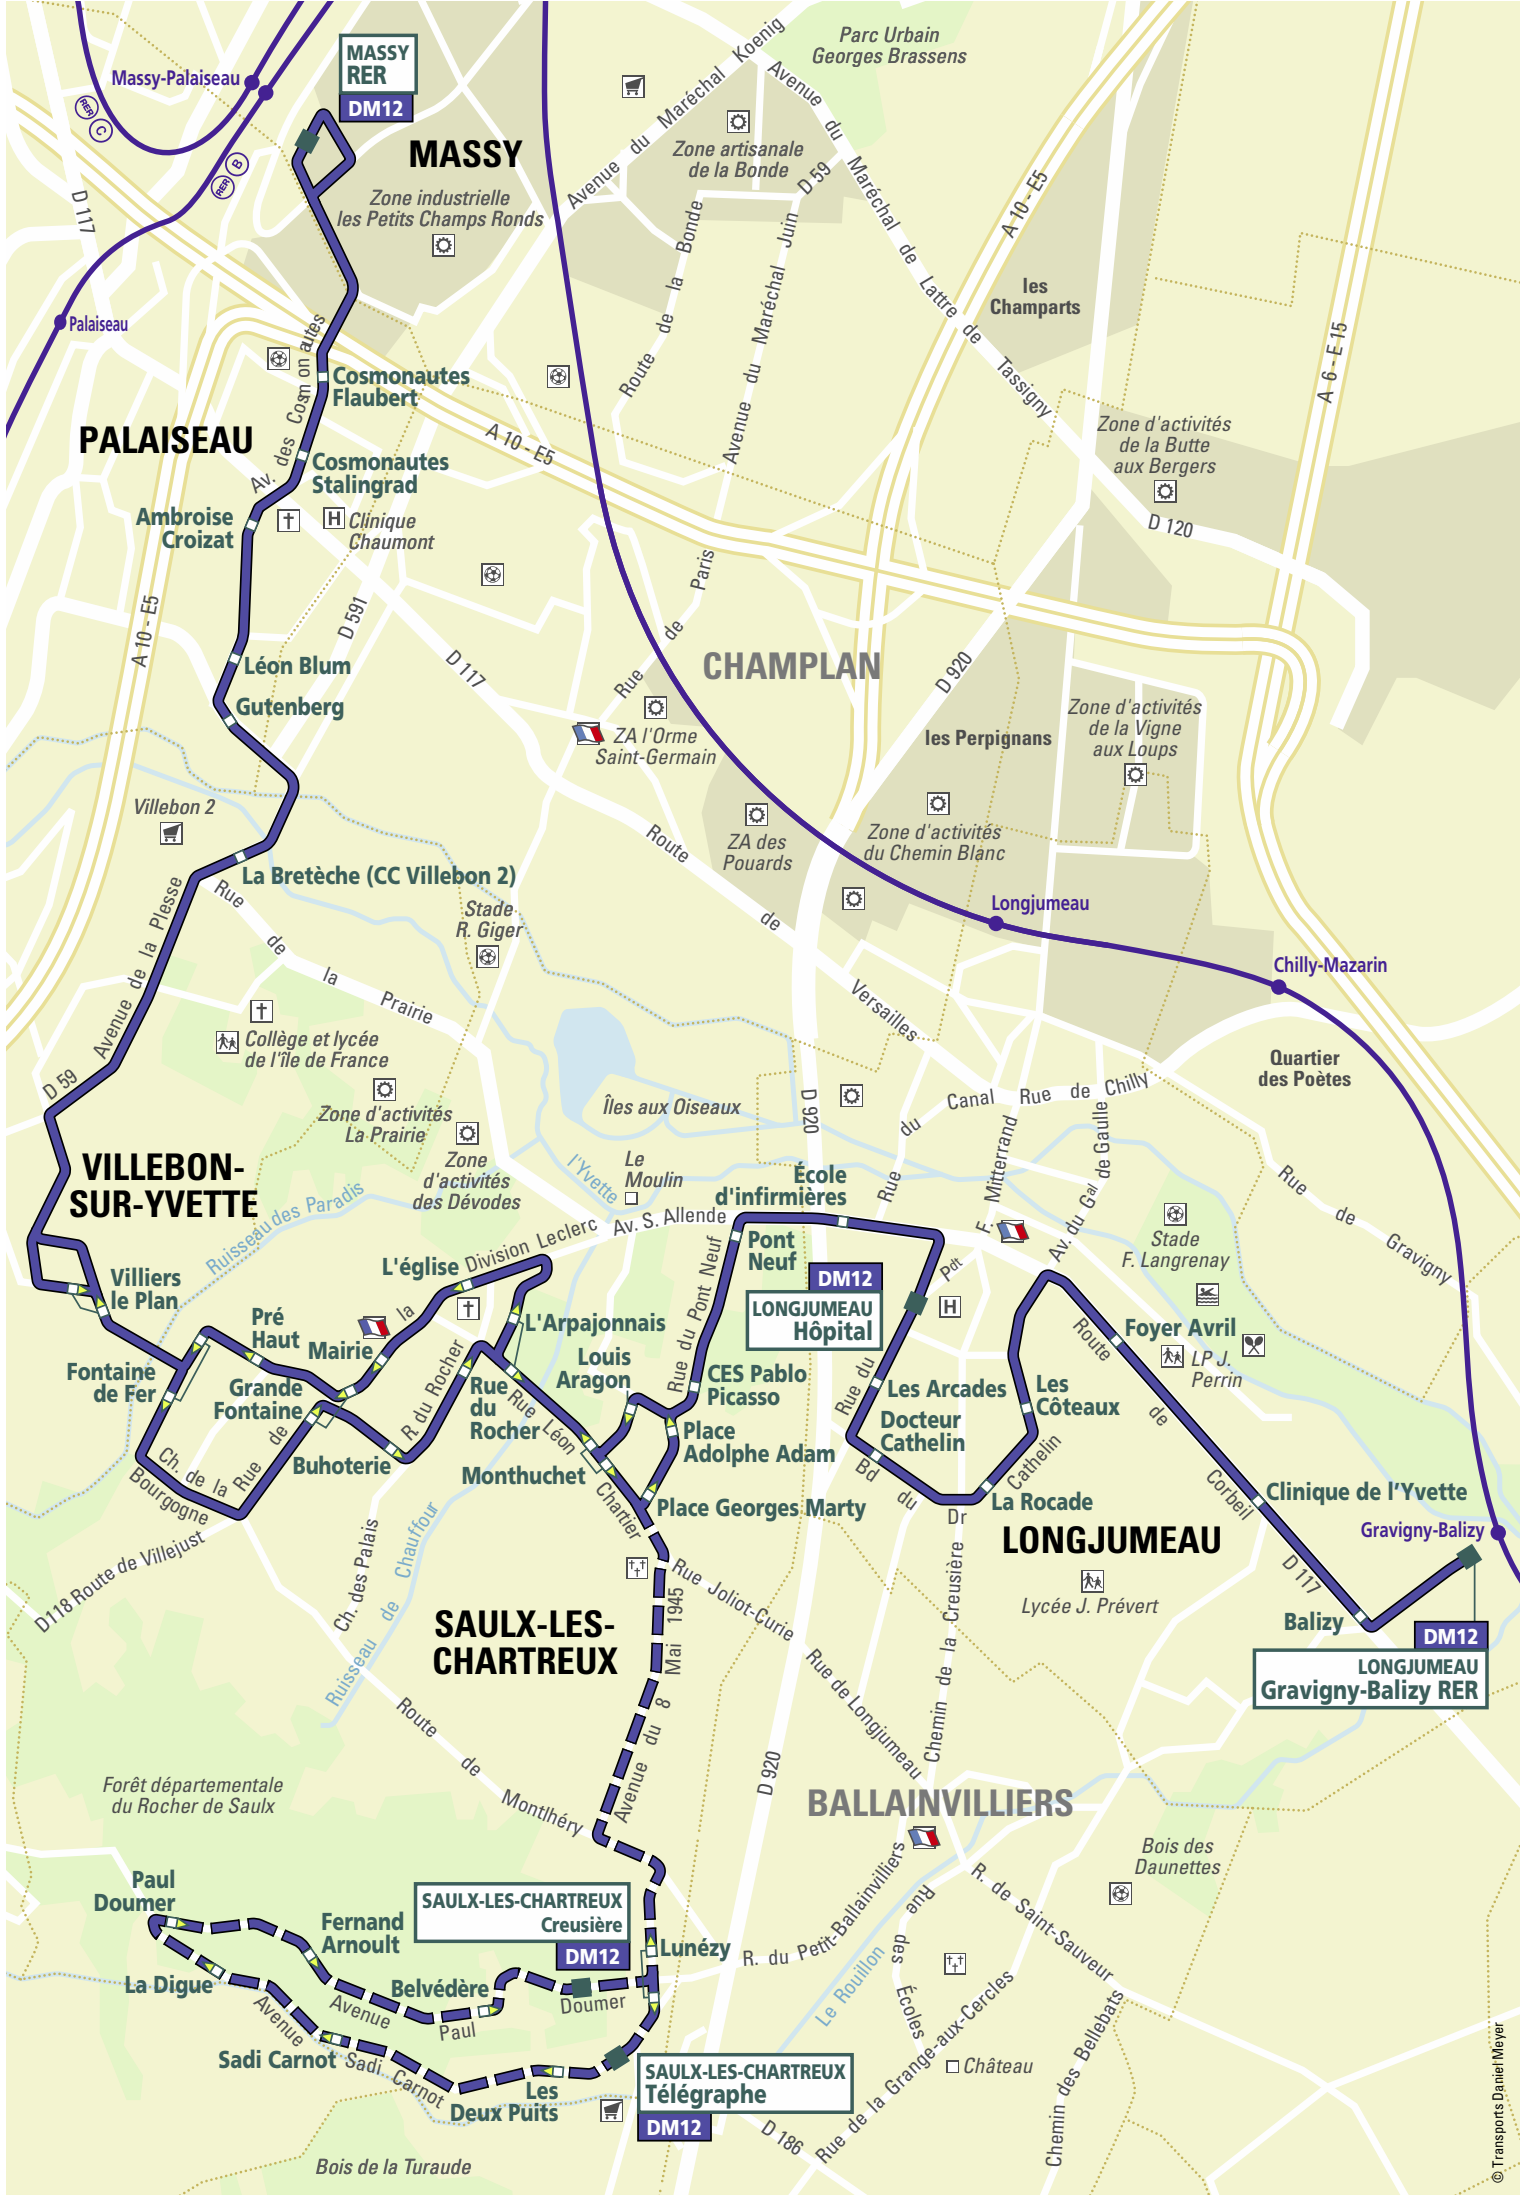 MASSY
RER
DM12
Massy-Palaiseau
RER
C
RER
B
MASSY
Zone industrielle
les Petits Champs Ronds
Parc Urbain
Georges Brassens
Avenue du Maréchal Koenig
Zone artisanale
de la Bonde
D 59
Avenue du Maréchal de Lattre de Tassigny
Route de la Bonde
Avenue du Maréchal Juin
A 10 - E5
les
Champarts
A 6 - E 15
D 117
Palaiseau
Av. des Cosmonautes
Cosmonautes
Flaubert
PALAISEAU
Cosmonautes
Stalingrad
A 10 - E5
Zone d'activités
de la Butte
aux Bergers
D 120
Ambroise
Croizat
H
Clinique
Chaumont
Rue de Paris
A 10 - E5
D 591
Léon Blum
D 117
CHAMPLAN
D 920
Gutenberg
ZA l'Orme
Saint-Germain
les Perpignans
Zone d'activités
de la Vigne
aux Loups
Villebon 2
Route de Versailles
ZA des
Pouards
Zone d'activités
du Chemin Blanc
La Bretèche (CC Villebon 2)
Rue de la Prairie
Stade
R. Giger
Longjumeau
Chilly-Mazarin
Avenue de la Plesse
Collège et lycée
de l'île de France
D 59
Zone d'activités
La Prairie
Îles aux Oiseaux
D 920
Rue du Canal
Rue de Chilly
Quartier
des Poètes
VILLEBON-
SUR-YVETTE
Zone
d'activités
des Dévodes
l'Yvette
Le
Moulin
École
d'infirmières
F. Mitterrand
Pdt
Av. du Gal de Gaulle
Rue de Gravigny
Ruisseau des Paradis
Av. S. Allende
Division Leclerc
la
L'église
Pont
Neuf
DM12
LONGJUMEAU
Hôpital
H
Stade
F. Langrenay
Villiers
le Plan
Pré
Haut
Mairie
L'Arpajonnais
Louis
Aragon
Rue du Pont Neuf
Foyer Avril
LP J.
Perrin
Fontaine
de Fer
Grande
Fontaine
R. du Rocher
Rue
du
Rocher
CES Pablo
Picasso
Rue du
Les Arcades
Les
Côteaux
Route de Corbeil
Rue de
Buhoterie
Rue Léon Chartier
Place
Adolphe Adam
Docteur
Cathelin
Bd du Dr Cathelin
Ch. de la
Bourgogne
Monthuchet
Place Georges Marty
La Rocade
Clinique de l'Yvette
LONGJUMEAU
Gravigny-Balizy
D118 Route de Villejust
Ch. des Palais
Ruisseau de Chauffour
Rue Joliot-Curie
Chemin de la Creusière
Lycée J. Prévert
D 117
Balizy
DM12
LONGJUMEAU
Gravigny-Balizy RER
SAULX-LES-
CHARTREUX
Avenue du 8 Mai 1945
Rue de Longjumeau
Route de Montlhéry
D 920
Forêt départementale
du Rocher de Saulx
BALLAINVILLIERS
Bois des
Daunettes
Paul
Doumer
SAULX-LES-CHARTREUX
Creusière
DM12
Fernand
Arnoult
Lunézy
R. du Petit-Ballainvilliers
R. de Saint-Sauveur
Rue des Écoles
Le Rouillon
La Digue
Belvédère
Avenue Paul Doumer
Rue de la Grange-aux-Cercles
Sadi Carnot
Avenue Sadi Carnot
Les
Deux Puits
SAULX-LES-CHARTREUX
Télégraphe
DM12
Château
Chemin des Bellebats
D 186
Bois de la Turaude
© Transports Daniel Meyer